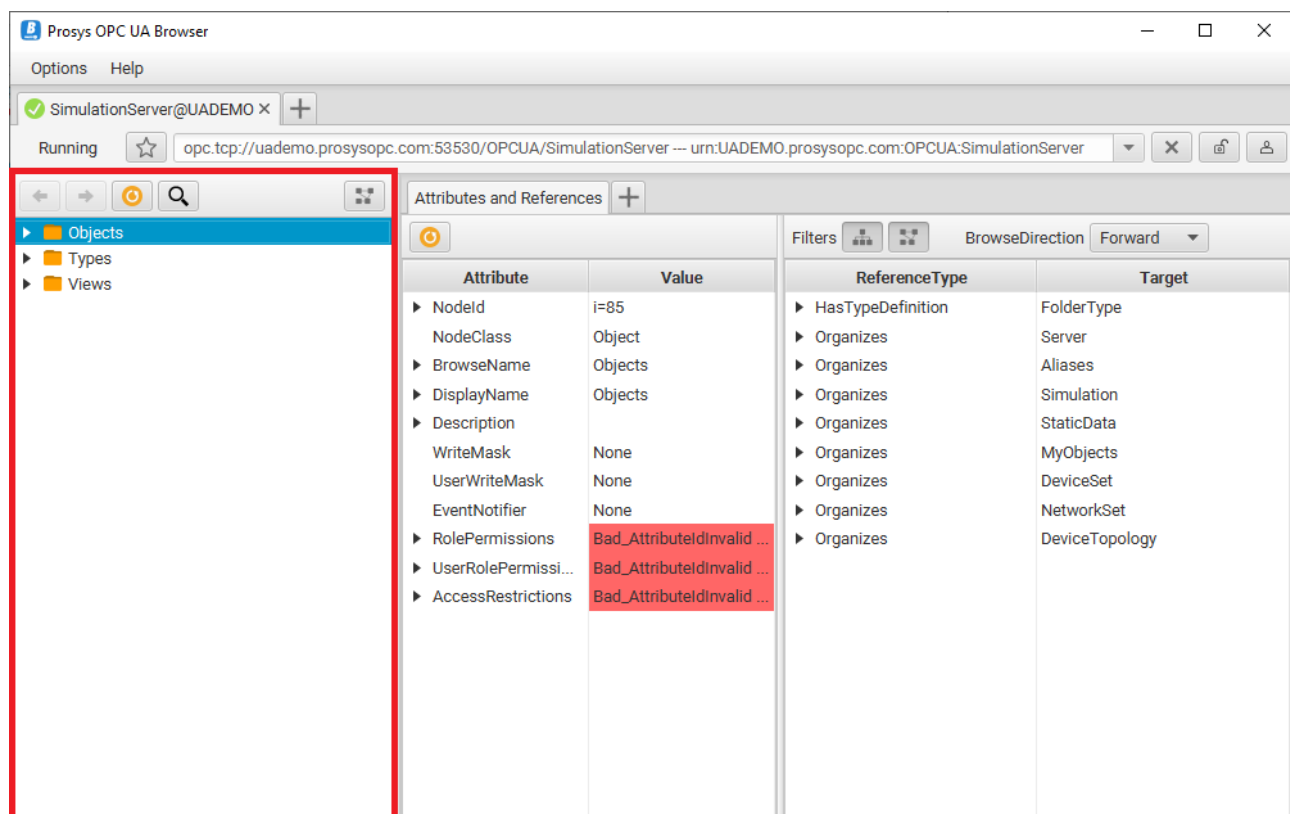 Prosys OPC UA Browser
Options Help
SimulationServer@UADEMO
Running opc.tcp://uademo.prosysopc.com:53530/OPCUA/SimulationServer --- urn:UADEMO.prosysopc.com:OPCUA:SimulationServer
Objects
Types
Views
Attributes and References
Attribute Value
NodeId i=85
NodeClass Object
BrowseName Objects
DisplayName Objects
Description
WriteMask None
UserWriteMask None
EventNotifier None
RolePermissions Bad_AttributeIdInvalid ...
UserRolePermissi... Bad_AttributeIdInvalid ...
AccessRestrictions Bad_AttributeIdInvalid ...
Filters BrowseDirection Forward
ReferenceType Target
HasTypeDefinition FolderType
Organizes Server
Organizes Aliases
Organizes Simulation
Organizes StaticData
Organizes MyObjects
Organizes DeviceSet
Organizes NetworkSet
Organizes DeviceTopology